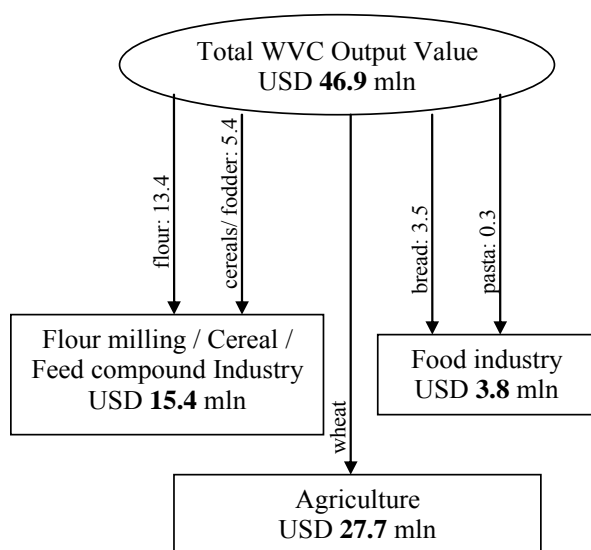 Total WVC Output Value
USD 46.9 mln
flour: 13.4
cereals/ fodder: 5.4
wheat
bread: 3.5
pasta: 0.3
Flour milling / Cereal /
Feed compound Industry
USD 15.4 mln
Food industry
USD 3.8 mln
Agriculture
USD 27.7 mln